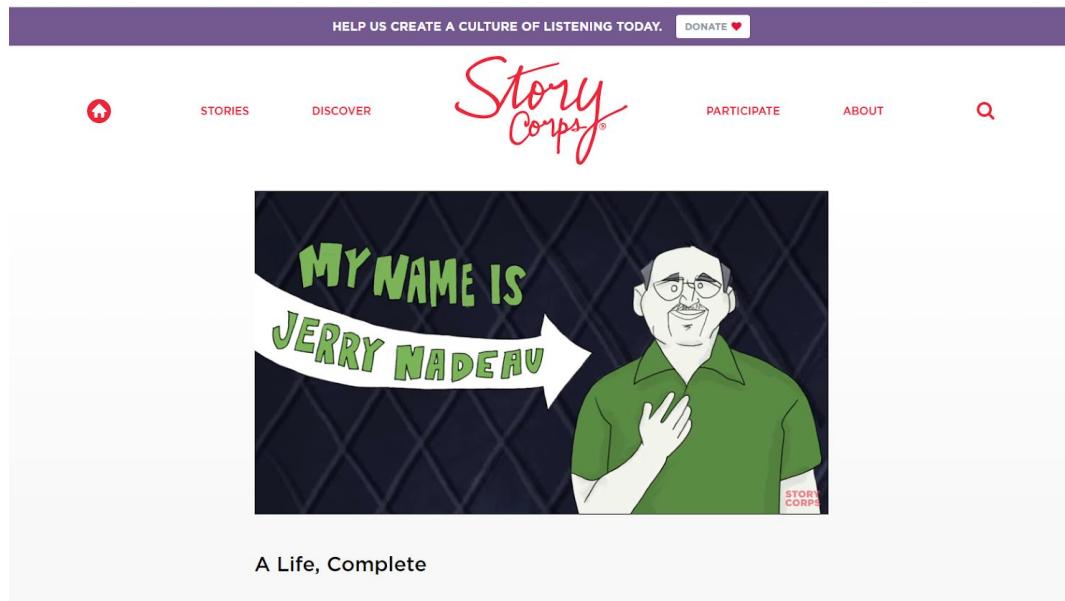 HELP US CREATE A CULTURE OF LISTENING TODAY. DONATE
STORIES DISCOVER Story Corps® PARTICIPATE ABOUT
MY NAME IS
JERRY NADEAU
STORY
CORPS
A Life, Complete